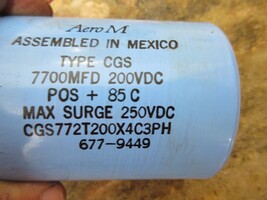 Aero M
ASSEMBLED IN MEXICO
TYPE CGS
7700MFD 200VDC
POS + 85 C
MAX SURGE 250VDC
CGS772T200X4C3PH
677-9449